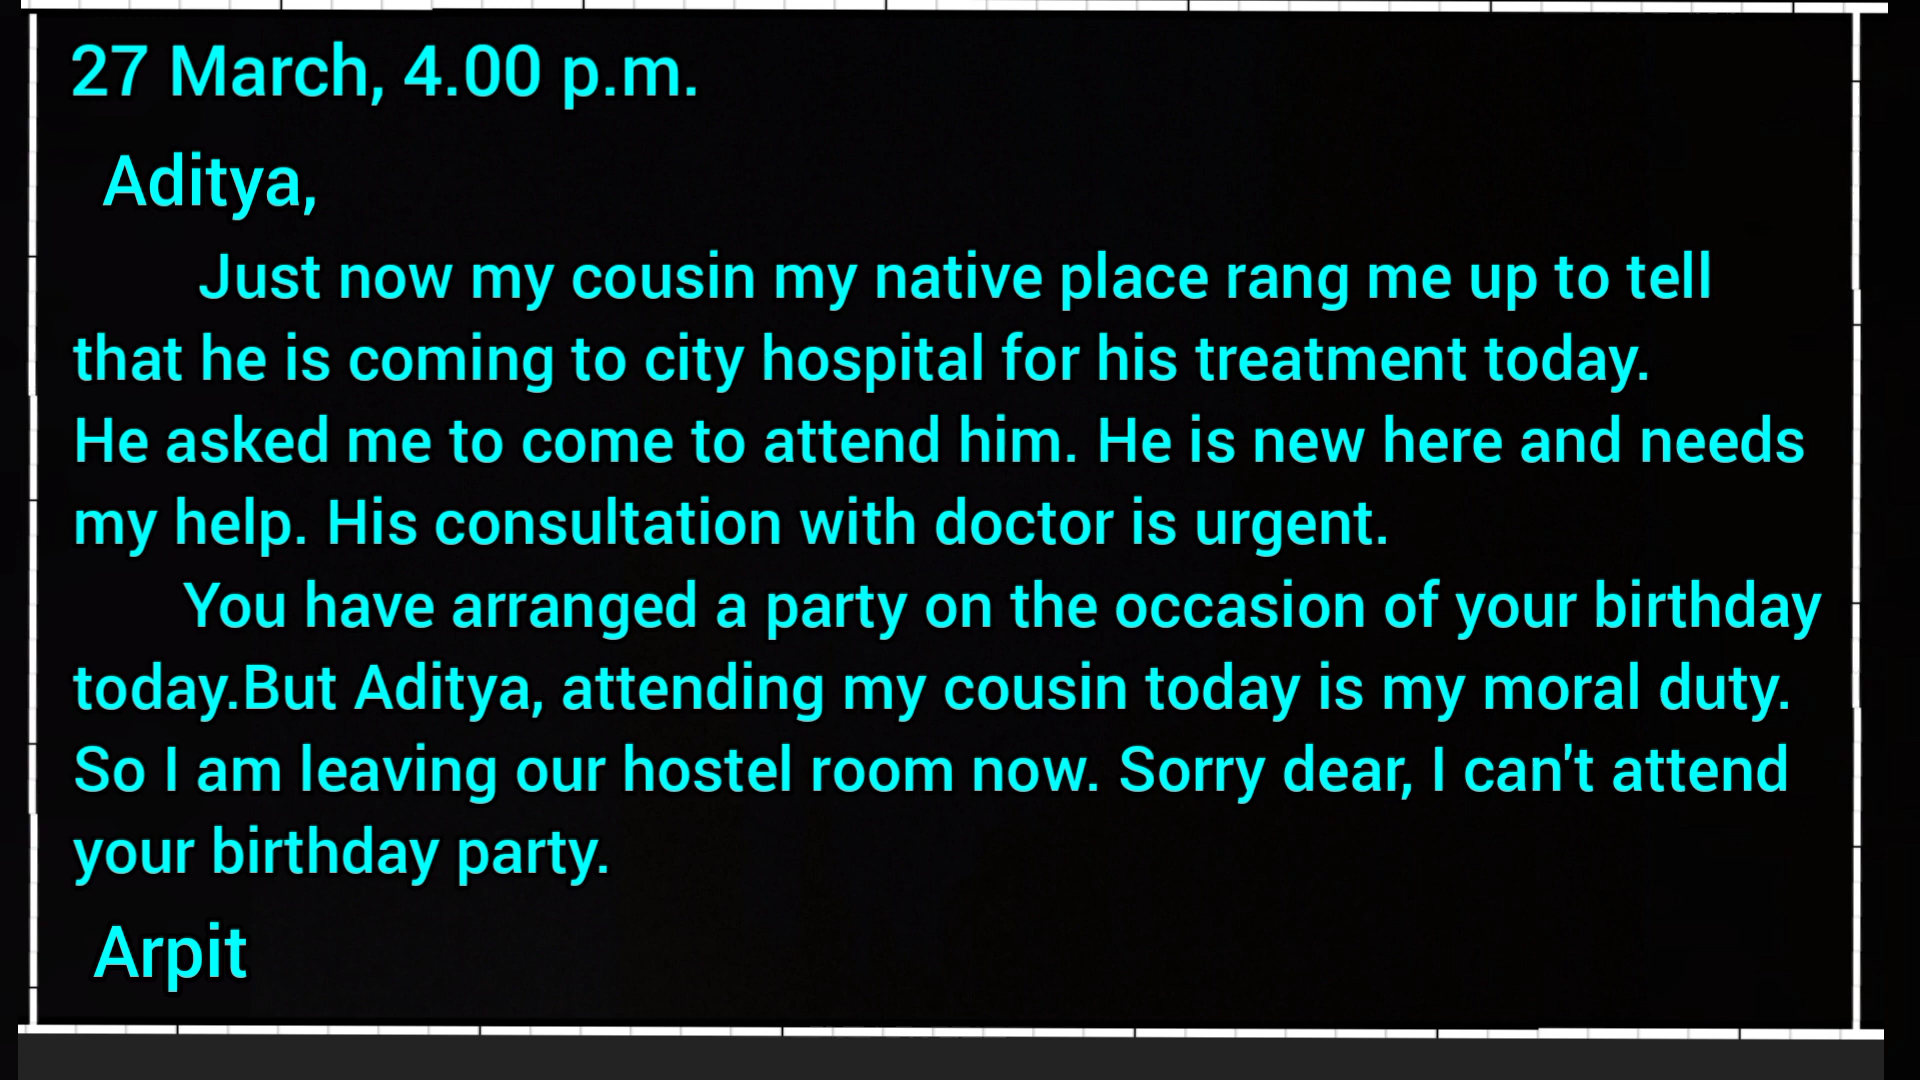 27 March, 4.00 p.m.
Aditya,
Just now my cousin my native place rang me up to tell
that he is coming to city hospital for his treatment today.
He asked me to come to attend him. He is new here and needs
my help. His consultation with doctor is urgent.
You have arranged a party on the occasion of your birthday
today.But Aditya, attending my cousin today is my moral duty.
So I am leaving our hostel room now. Sorry dear, I can't attend
your birthday party.
Arpit